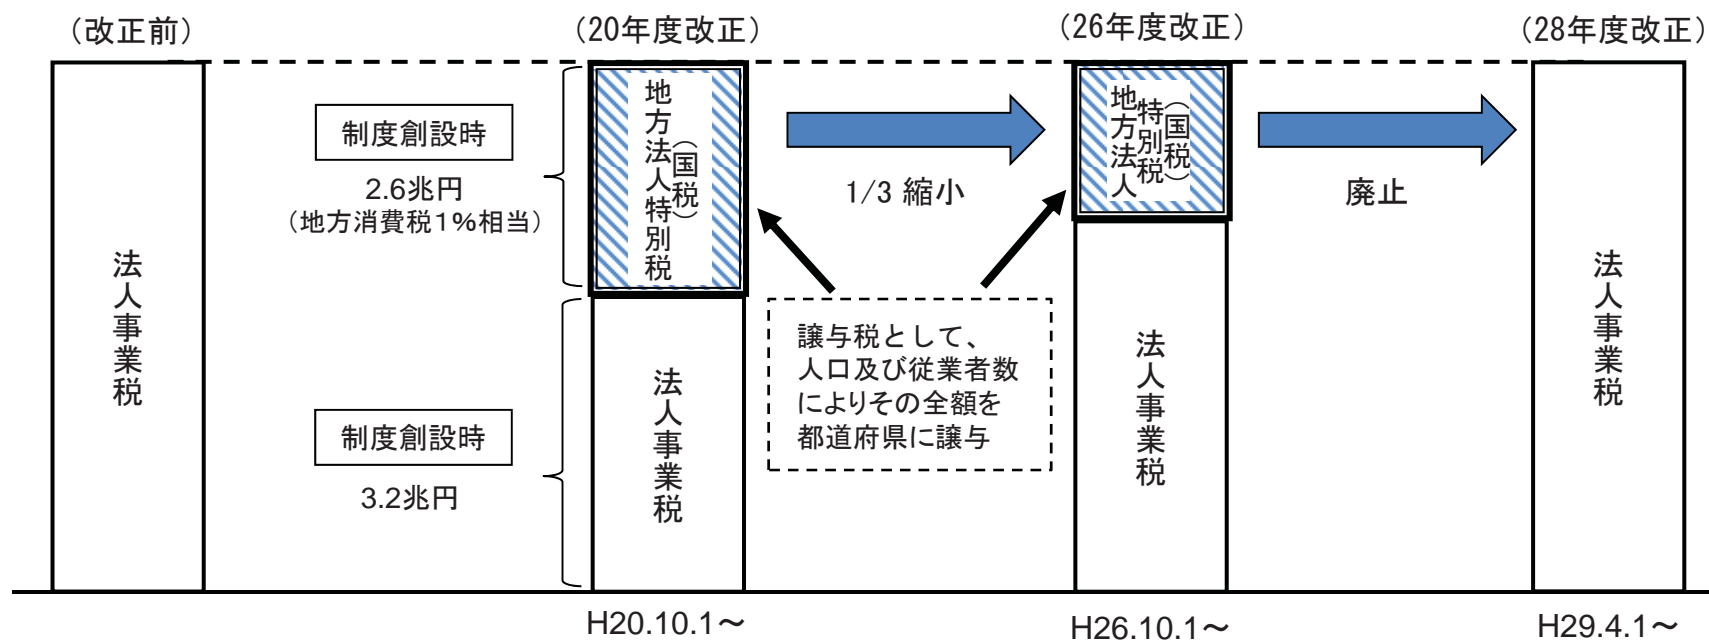 （改正前）
（20年度改正）
（26年度改正）
（28年度改正）
法人事業税
制度創設時
2.6兆円
（地方消費税１%相当）
制度創設時
3.2兆円
地方法人特別税
（国税）
法人事業税
1/3 縮小
譲与税として、
人口及び従業者数
によりその全額を
都道府県に譲与
地方法人
特別税
（国税）
法人事業税
廃止
法人事業税
H20.10.1～
H26.10.1～
H29.4.1～